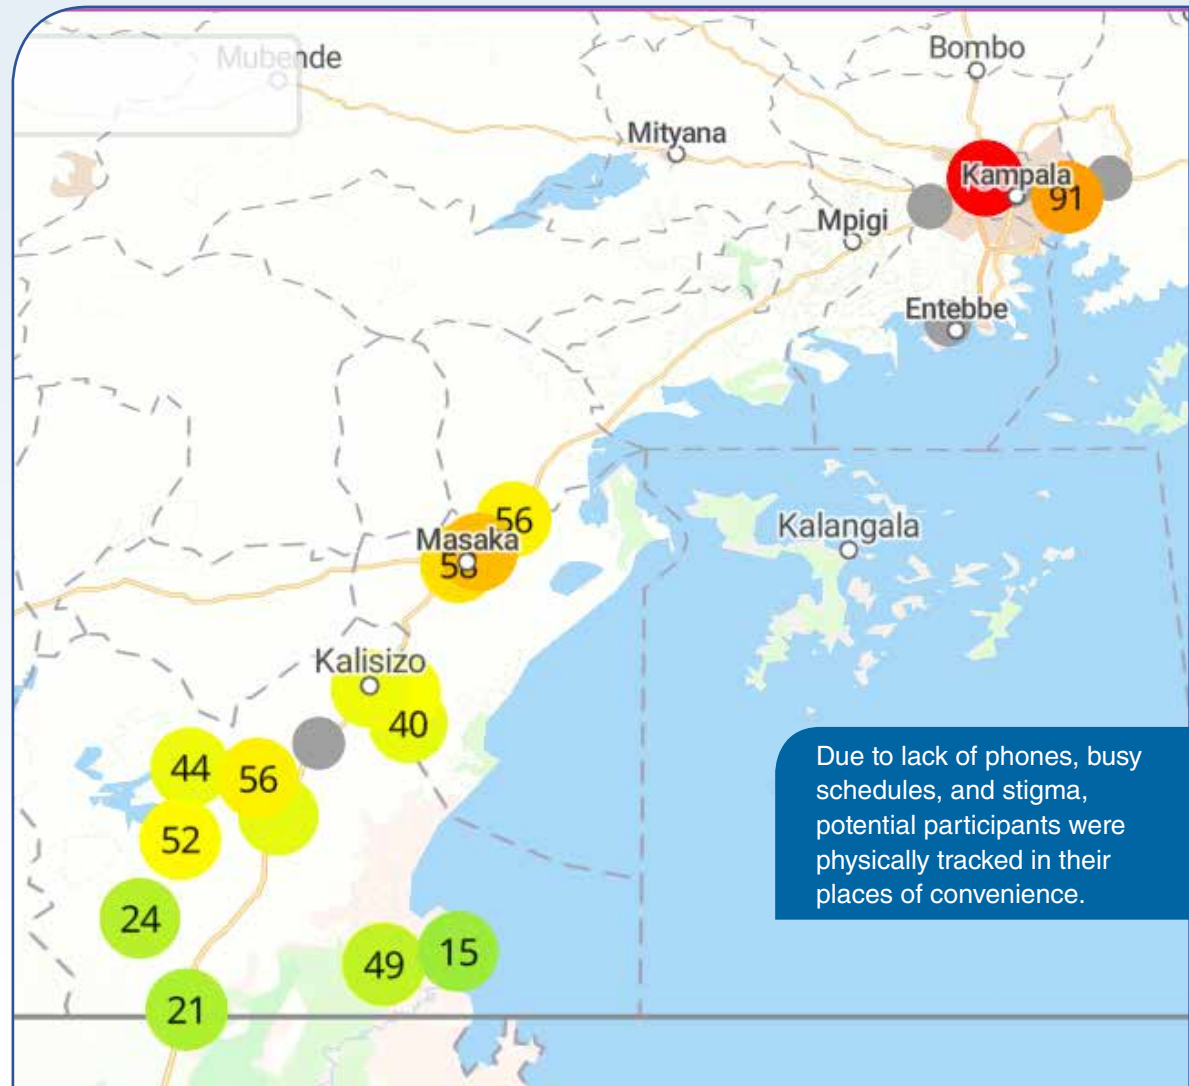 Mubende
Bombo
Mityana
Kampala
91
Mpigi
Entebbe
56
Masaka
Kalangala
Kalisizo
40
44
56
52
Due to lack of phones, busy
schedules, and stigma,
potential participants were
physically tracked in their
places of convenience.
24
49
15
21